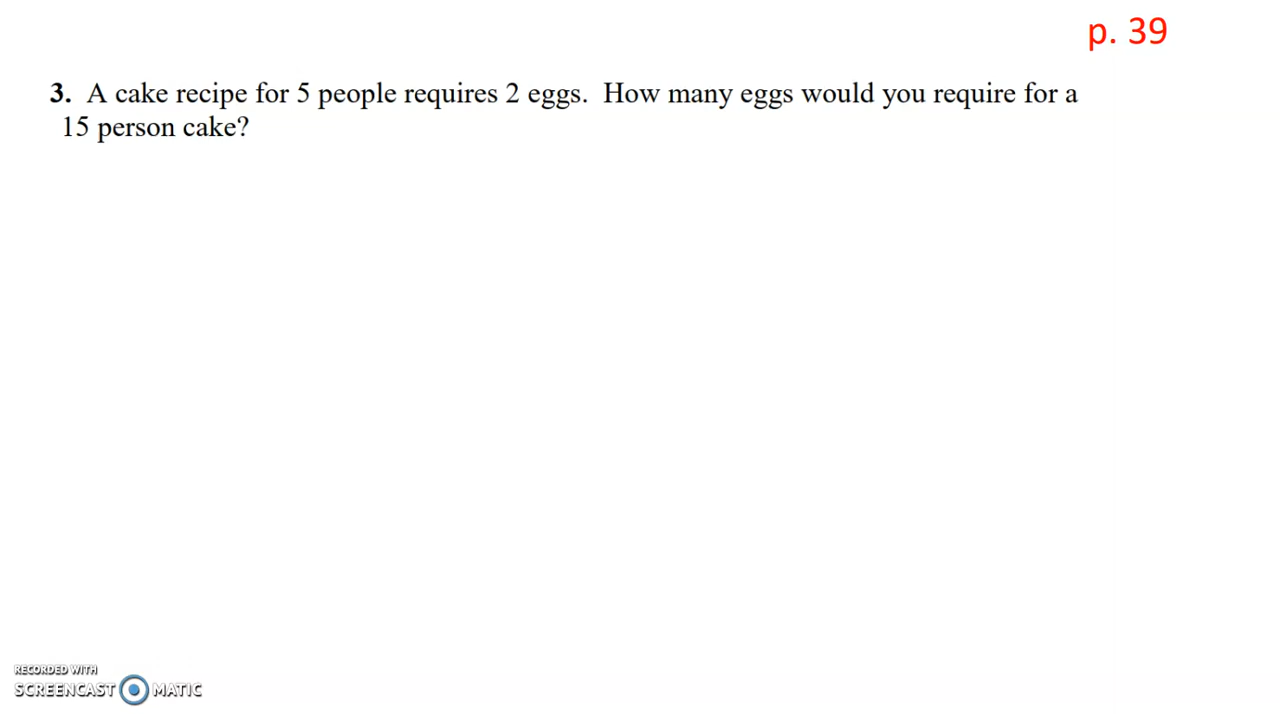 p. 39
3. A cake recipe for 5 people requires 2 eggs. How many eggs would you require for a
15 person cake?
RECORDED WITH
SCREENCAST MATIC